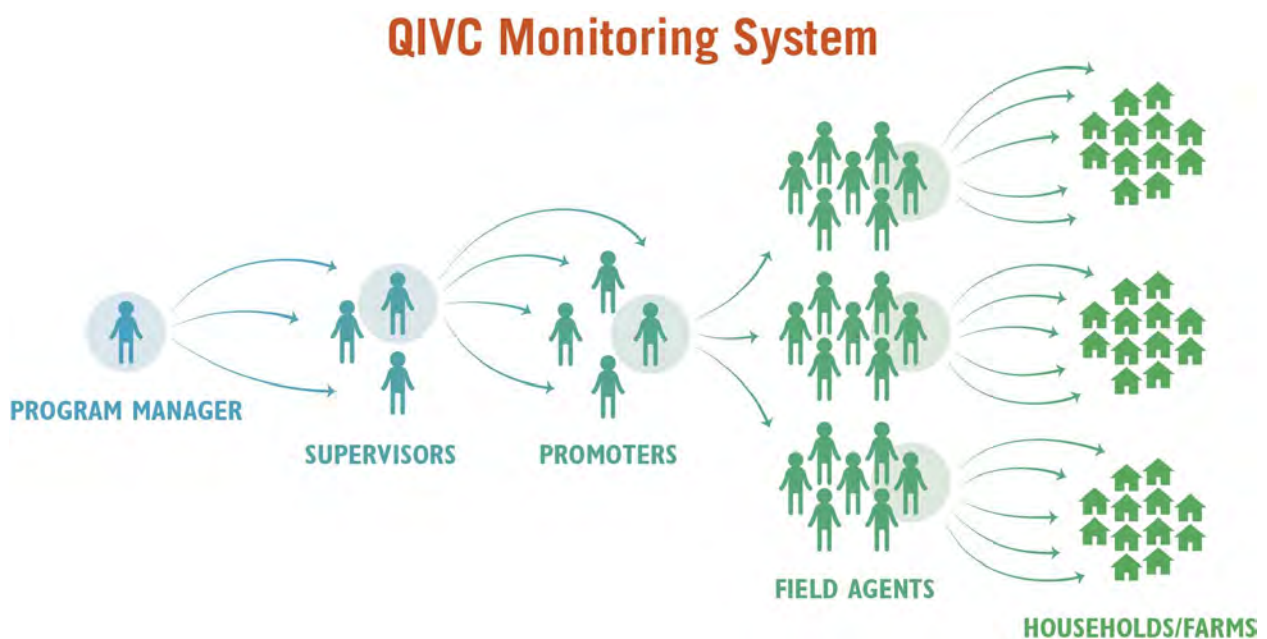 QIVC Monitoring System
PROGRAM MANAGER
SUPERVISORS
PROMOTERS
FIELD AGENTS
HOUSEHOLDS/FARMS